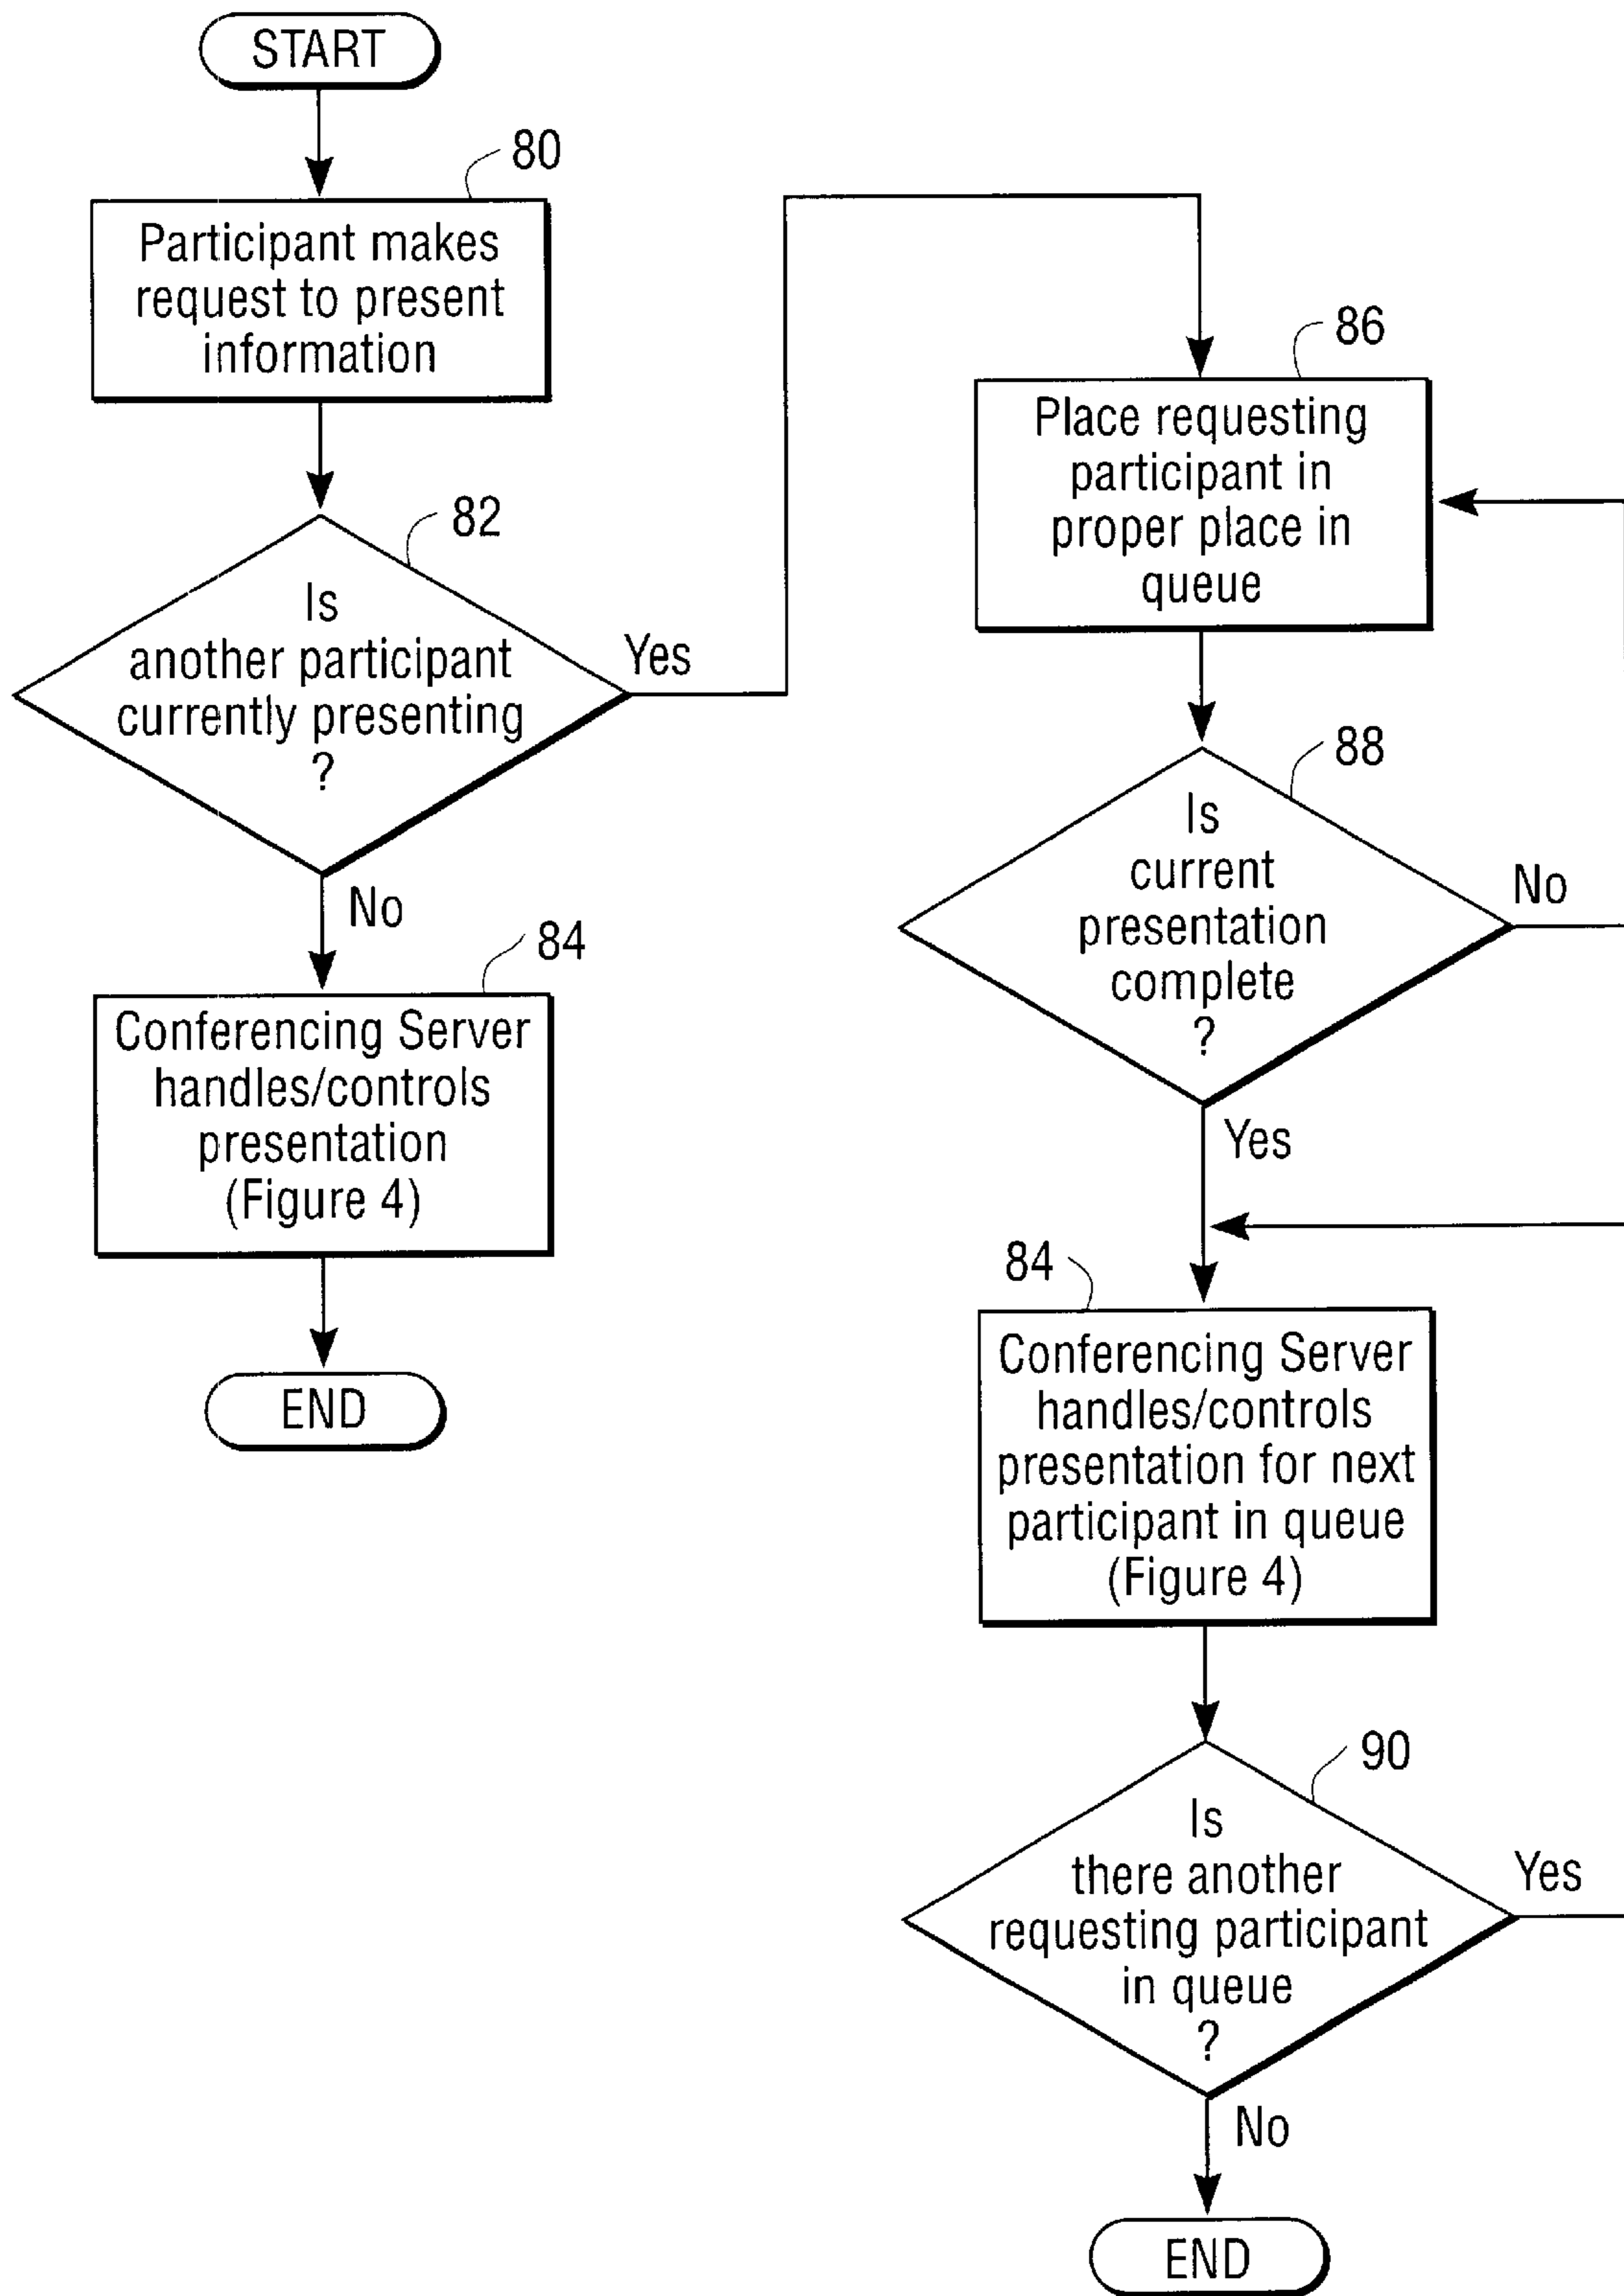 START
80
Participant makes
request to present
information
82
Is
another participant
currently presenting
?
Yes
No
84
Conferencing Server
handles/controls
presentation
(Figure 4)
END
86
Place requesting
participant in
proper place in
queue
88
Is
current
presentation
complete
?
No
Yes
84
Conferencing Server
handles/controls
presentation for next
participant in queue
(Figure 4)
90
Is
there another
requesting participant
in queue
?
Yes
No
END